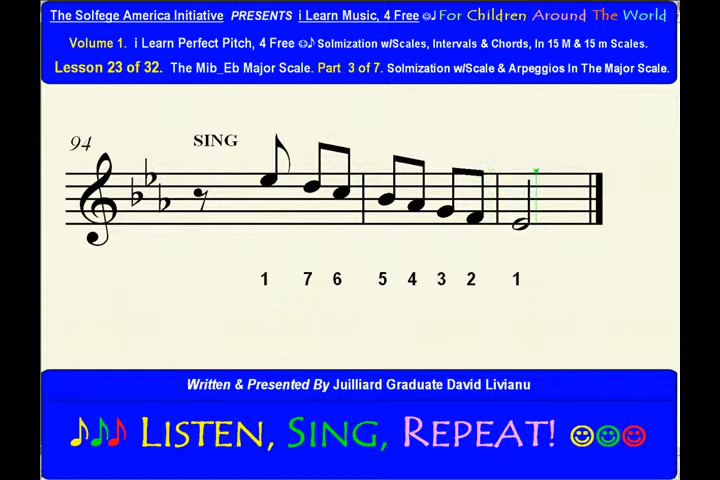 The Solfege America Initiative PRESENTS i Learn Music, 4 Free For Children Around The World
Volume 1. i Learn Perfect Pitch, 4 Free Solmization w/Scales, Intervals & Chords, In 15 M & 15 m Scales.
Lesson 23 of 32. The Mib_Eb Major Scale. Part 3 of 7. Solmization w/Scale & Arpeggios In The Major Scale.
94
SING
1 7 6 5 4 3 2 1
Written & Presented By Juilliard Graduate David Livianu
LISTEN, SING, REPEAT!